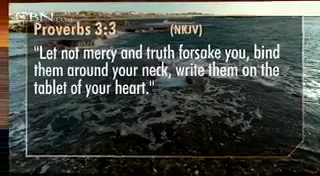 CBN.COM
Proverbs 3:3 (NKJV)
"Let not mercy and truth forsake you, bind
them around your neck, write them on the
tablet of your heart."